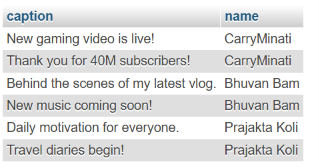 caption name
New gaming video is live! CarryMinati
Thank you for 40M subscribers! CarryMinati
Behind the scenes of my latest vlog. Bhuvan Bam
New music coming soon! Bhuvan Bam
Daily motivation for everyone. Prajakta Koli
Travel diaries begin! Prajakta Koli